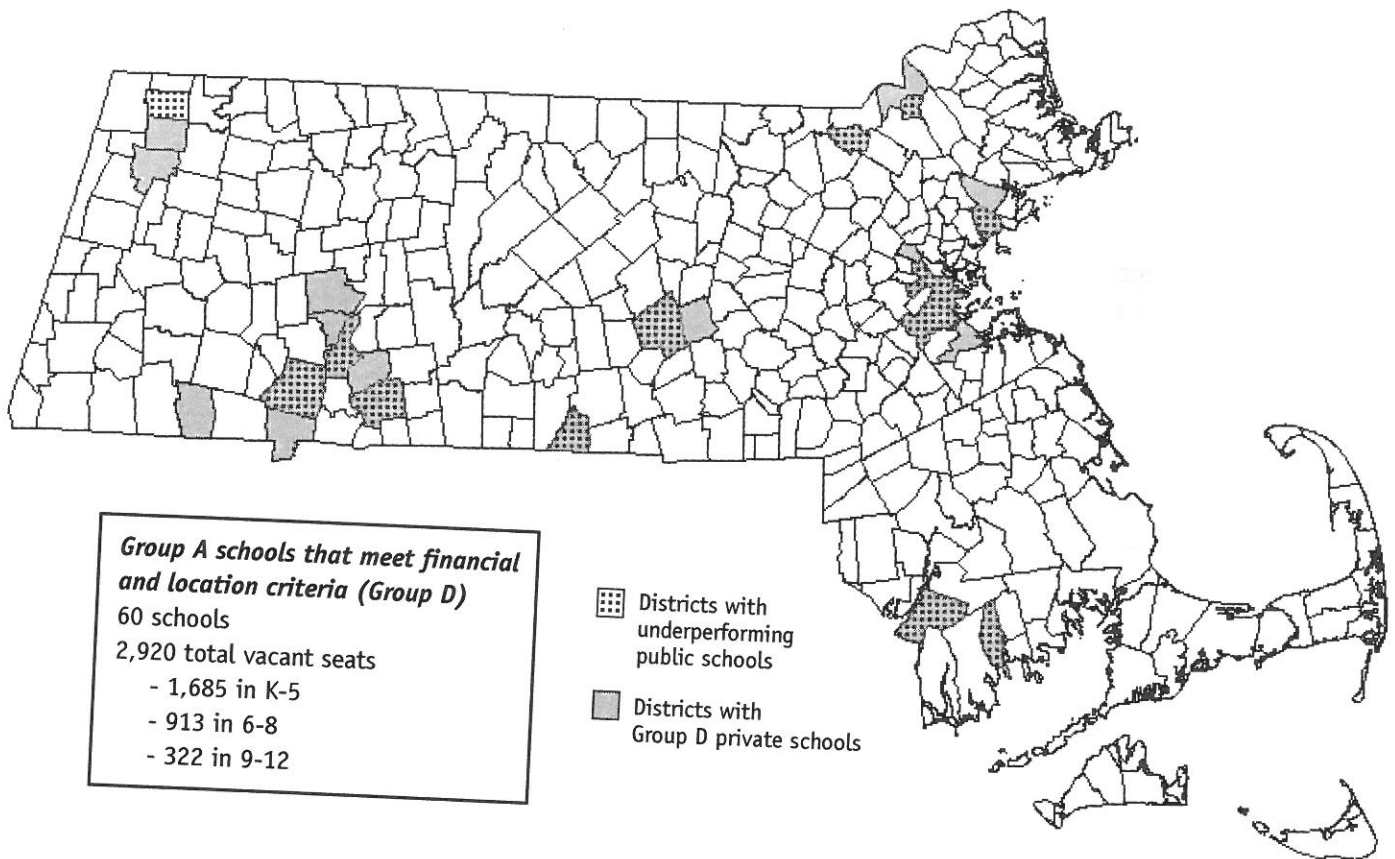 Group A schools that meet financial
and location criteria (Group D)
60 schools
2,920 total vacant seats
- 1,685 in K-5
- 913 in 6-8
- 322 in 9-12
Districts with
underperforming
public schools
Districts with
Group D private schools